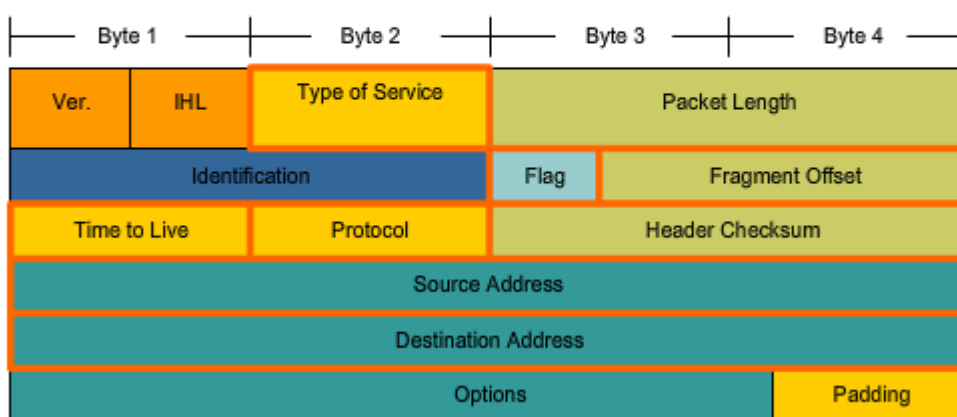 Byte 1 Byte 2 Byte 3 Byte 4
Ver. IHL Type of Service Packet Length
Identification Flag Fragment Offset
Time to Live Protocol Header Checksum
Source Address
Destination Address
Options Padding